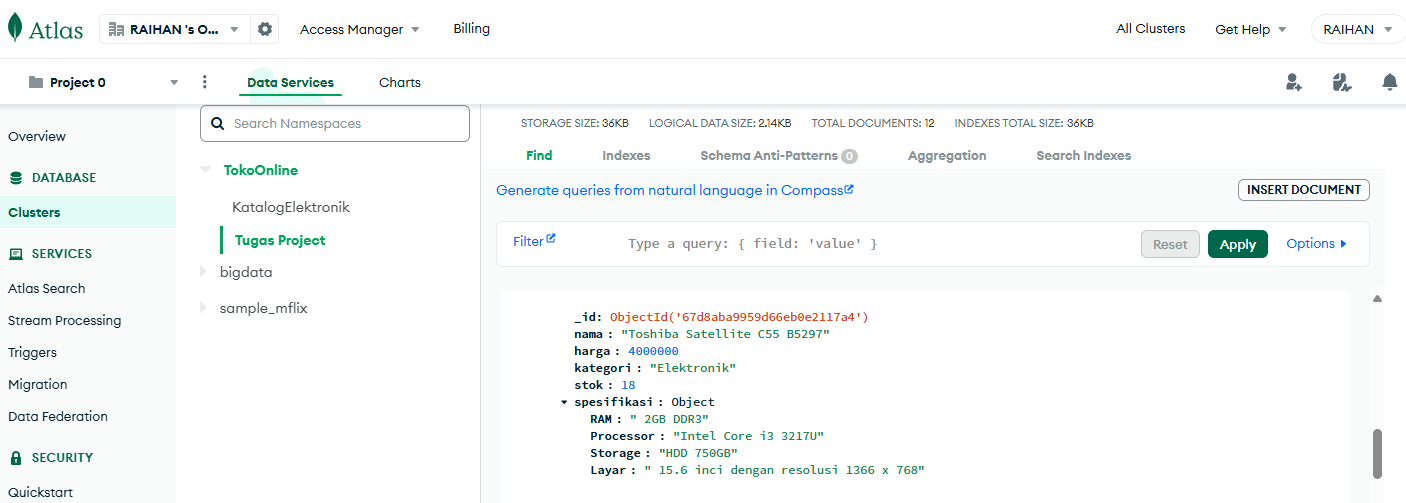 Atlas
RAIHAN 's O...
Access Manager
Billing
All Clusters
Get Help
RAIHAN
Project 0
Data Services
Charts
Overview
DATABASE
Clusters
SERVICES
Atlas Search
Stream Processing
Triggers
Migration
Data Federation
SECURITY
Quickstart
Search Namespaces
TokoOnline
KatalogElektronik
Tugas Project
bigdata
sample_mflix
STORAGE SIZE: 36KB LOGICAL DATA SIZE: 2.14KB TOTAL DOCUMENTS: 12 INDEXES TOTAL SIZE: 36KB
Find Indexes Schema Anti-Patterns 0 Aggregation Search Indexes
Generate queries from natural language in Compass
INSERT DOCUMENT
Filter
Type a query: { field: 'value' }
Reset
Apply
Options
_id: ObjectId('67d8aba9959d66eb0e2117a4')
nama : "Toshiba Satellite C55 B5297"
harga : 4000000
kategori : "Elektronik"
stok : 18
spesifikasi : Object
RAM : " 2GB DDR3"
Processor : "Intel Core i3 3217U"
Storage : "HDD 750GB"
Layar : " 15.6 inci dengan resolusi 1366 x 768"